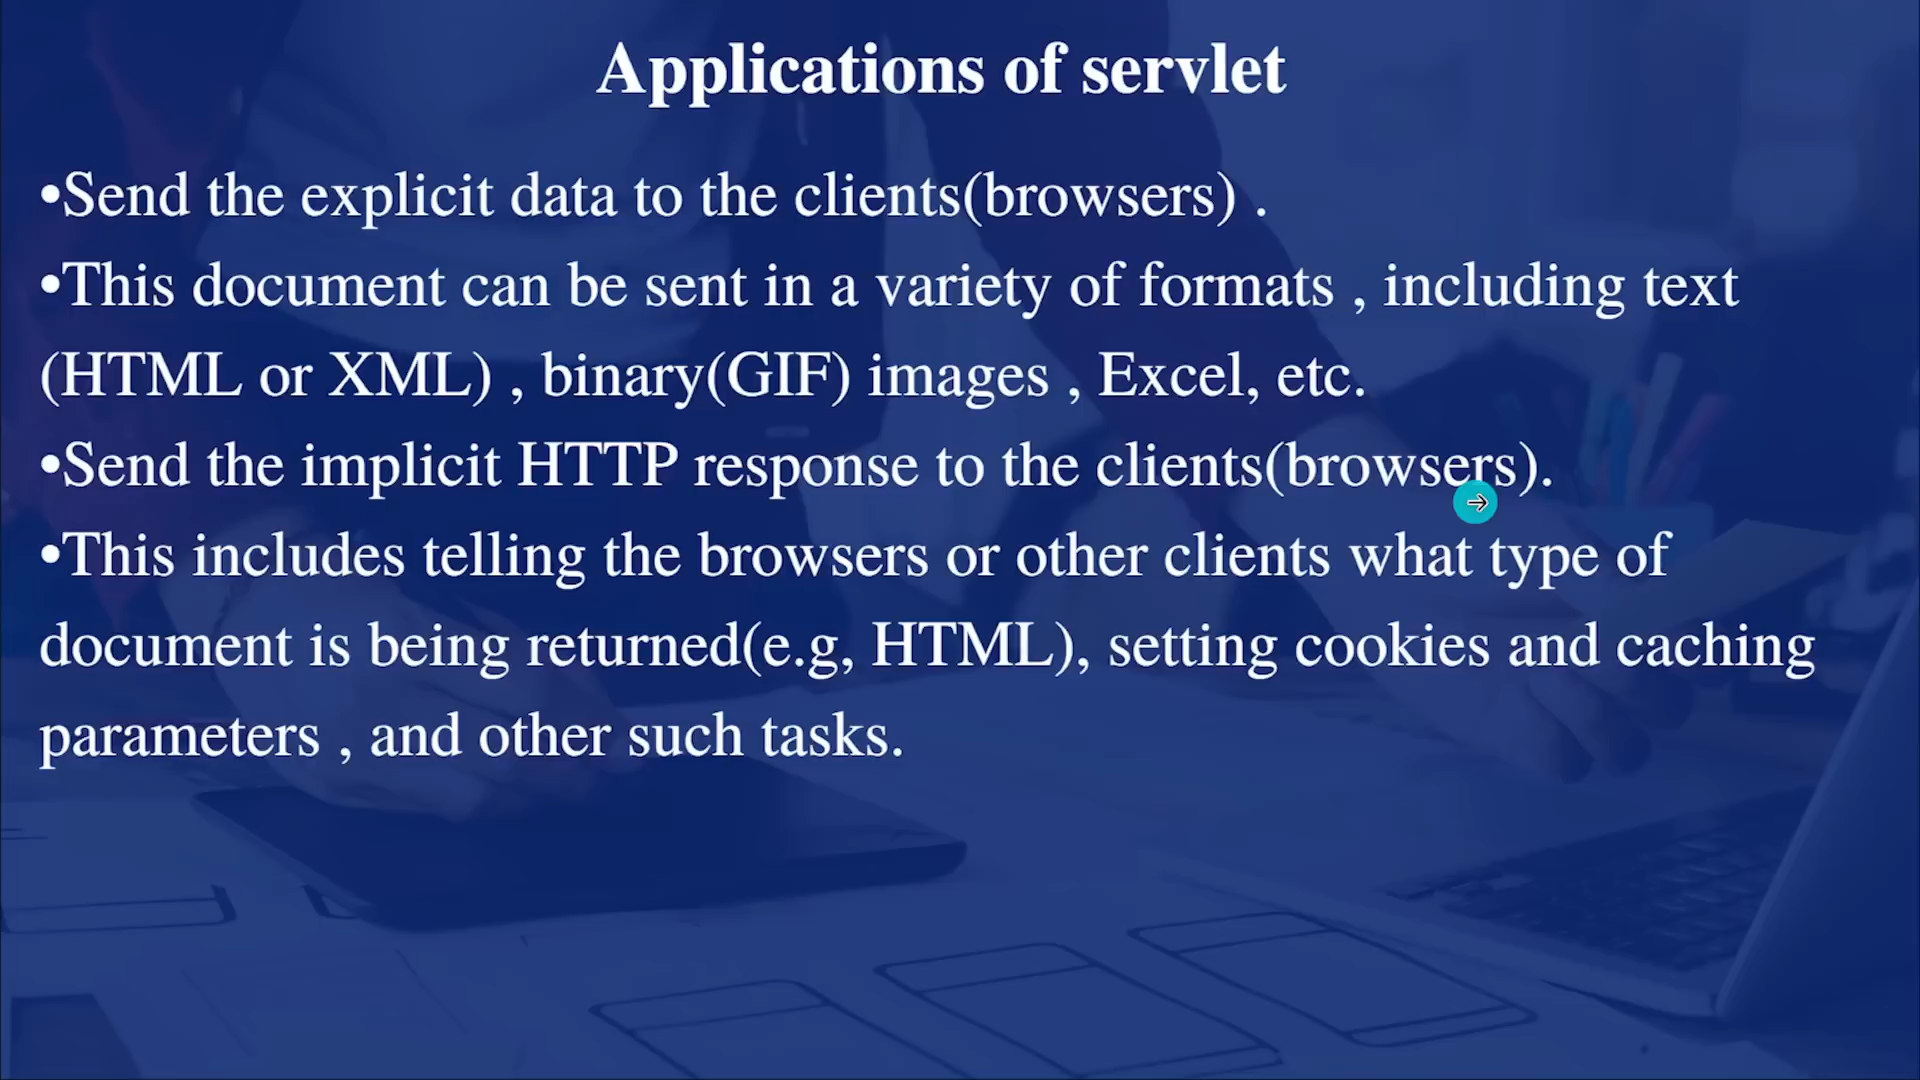 Applications of servlet
•Send the explicit data to the clients(browsers) .
•This document can be sent in a variety of formats , including text
(HTML or XML) , binary(GIF) images , Excel, etc.
•Send the implicit HTTP response to the clients(browsers).
•This includes telling the browsers or other clients what type of
document is being returned(e.g, HTML), setting cookies and caching
parameters , and other such tasks.